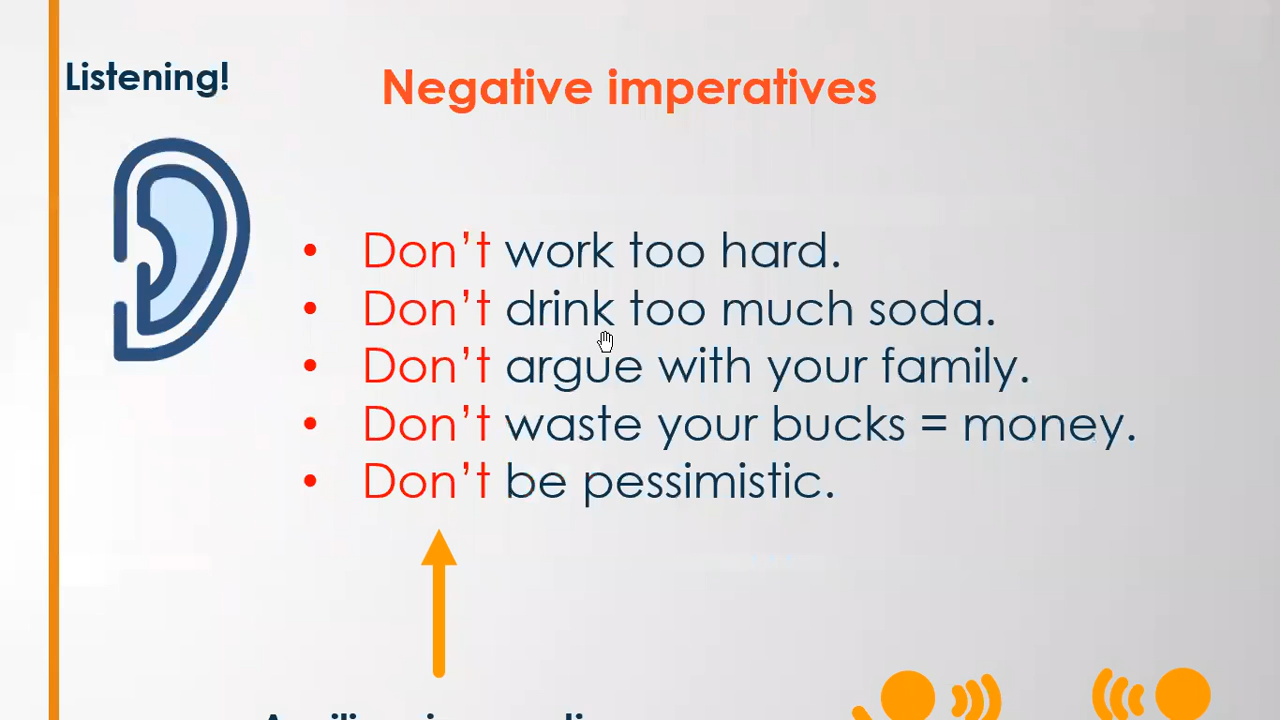 Listening!
Negative imperatives
• Don't work too hard.
• Don't drink too much soda.
• Don't argue with your family.
• Don't waste your bucks = money.
• Don't be pessimistic.